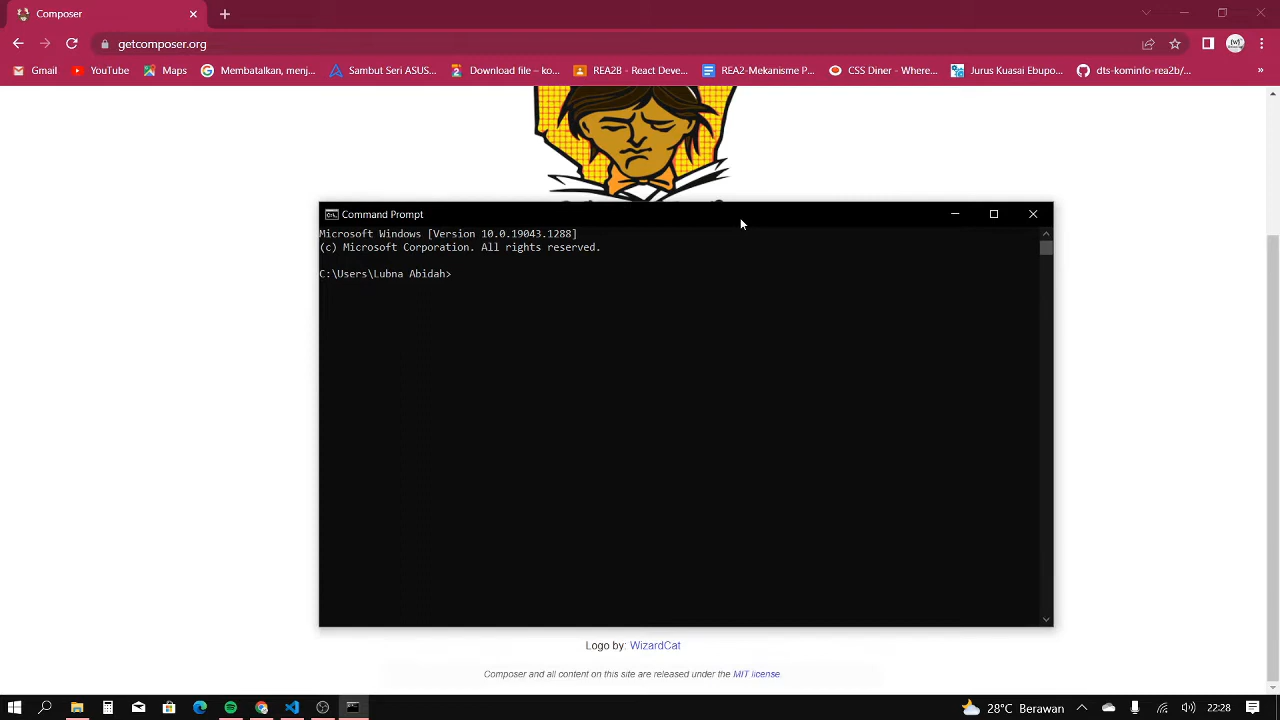 Composer
getcomposer.org
Gmail
YouTube
Maps
Membatalkan, menj...
Sambut Seri ASUS...
Download file – ko...
REA2B - React Deve...
REA2-Mekanisme P...
CSS Diner - Where...
Jurus Kuasai Ebupo...
dts-kominfo-rea2b/...
»
Command Prompt
Microsoft Windows [Version 10.0.19043.1288]
(c) Microsoft Corporation. All rights reserved.
C:\Users\Lubna Abidah>
Logo by: WizardCat
Composer and all content on this site are released under the MIT license.
28°C Berawan
22:28